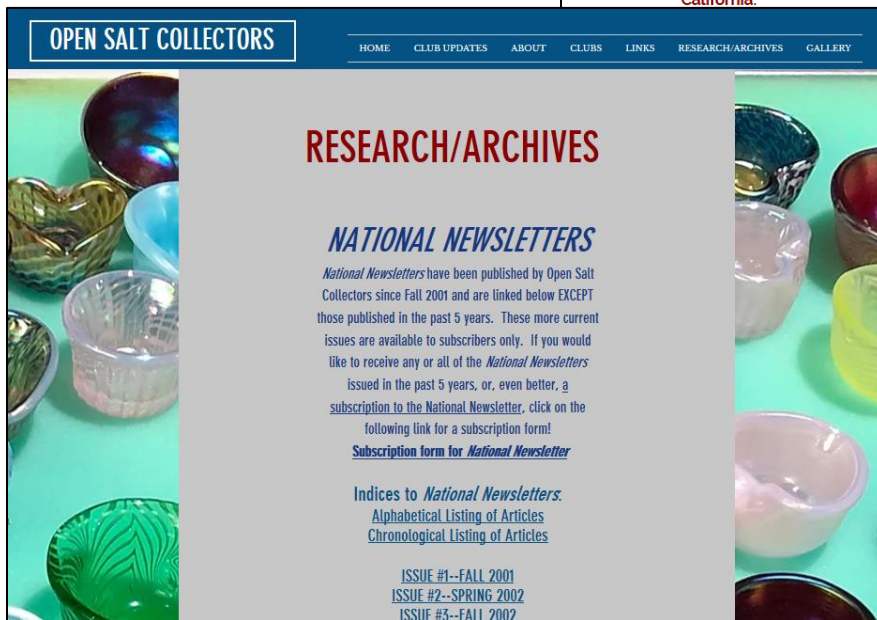 California.
OPEN SALT COLLECTORS
HOME CLUB UPDATES ABOUT CLUBS LINKS RESEARCH/ARCHIVES GALLERY
RESEARCH/ARCHIVES
NATIONAL NEWSLETTERS
National Newsletters have been published by Open Salt
Collectors since Fall 2001 and are linked below EXCEPT
those published in the past 5 years. These more current
issues are available to subscribers only. If you would
like to receive any or all of the National Newsletters
issued in the past 5 years, or, even better, a
subscription to the National Newsletter, click on the
following link for a subscription form!
Subscription form for National Newsletter
Indices to National Newsletters:
Alphabetical Listing of Articles
Chronological Listing of Articles
ISSUE #1--FALL 2001
ISSUE #2--SPRING 2002
ISSUE #3--FALL 2002